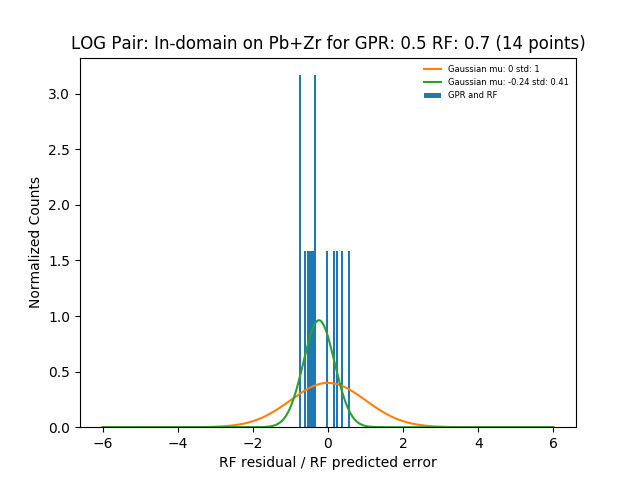 LOG Pair: In-domain on Pb+Zr for GPR: 0.5 RF: 0.7 (14 points)
Gaussian mu: 0 std: 1
Gaussian mu: -0.24 std: 0.41
GPR and RF
Normalized Counts
3.0
2.5
2.0
1.5
1.0
0.5
0.0
−6
−4
−2
0
2
4
6
RF residual / RF predicted error